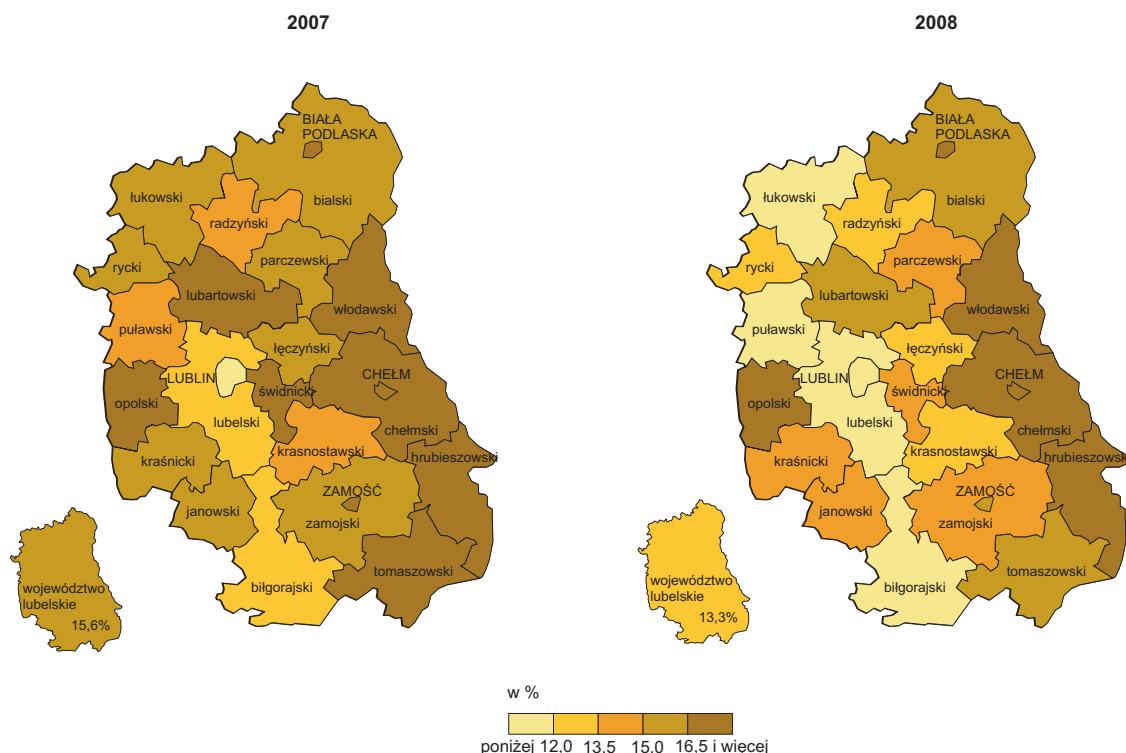 2007
BIAŁA
PODLASKA
łukowski
bialski
radzyński
rycki
parczewski
lubartowski
włodawski
puławski
łęczyński
LUBLIN
CHEŁM
świdnicki
opolski
lubelski
chełmski
krasnostawski
hrubieszowski
kraśnicki
ZAMOŚĆ
janowski
zamojski
tomaszowski
biłgorajski
województwo
lubelskie
15,6%
2008
BIAŁA
PODLASKA
łukowski
bialski
radzyński
rycki
parczewski
lubartowski
włodawski
puławski
łęczyński
LUBLIN
CHEŁM
świdnicki
opolski
lubelski
chełmski
krasnostawski
hrubieszowsk
kraśnicki
ZAMOŚĆ
janowski
zamojski
tomaszowski
biłgorajski
województwo
lubelskie
13,3%
w %
poniżej 12,0 13,5 15,0 16,5 i więcej